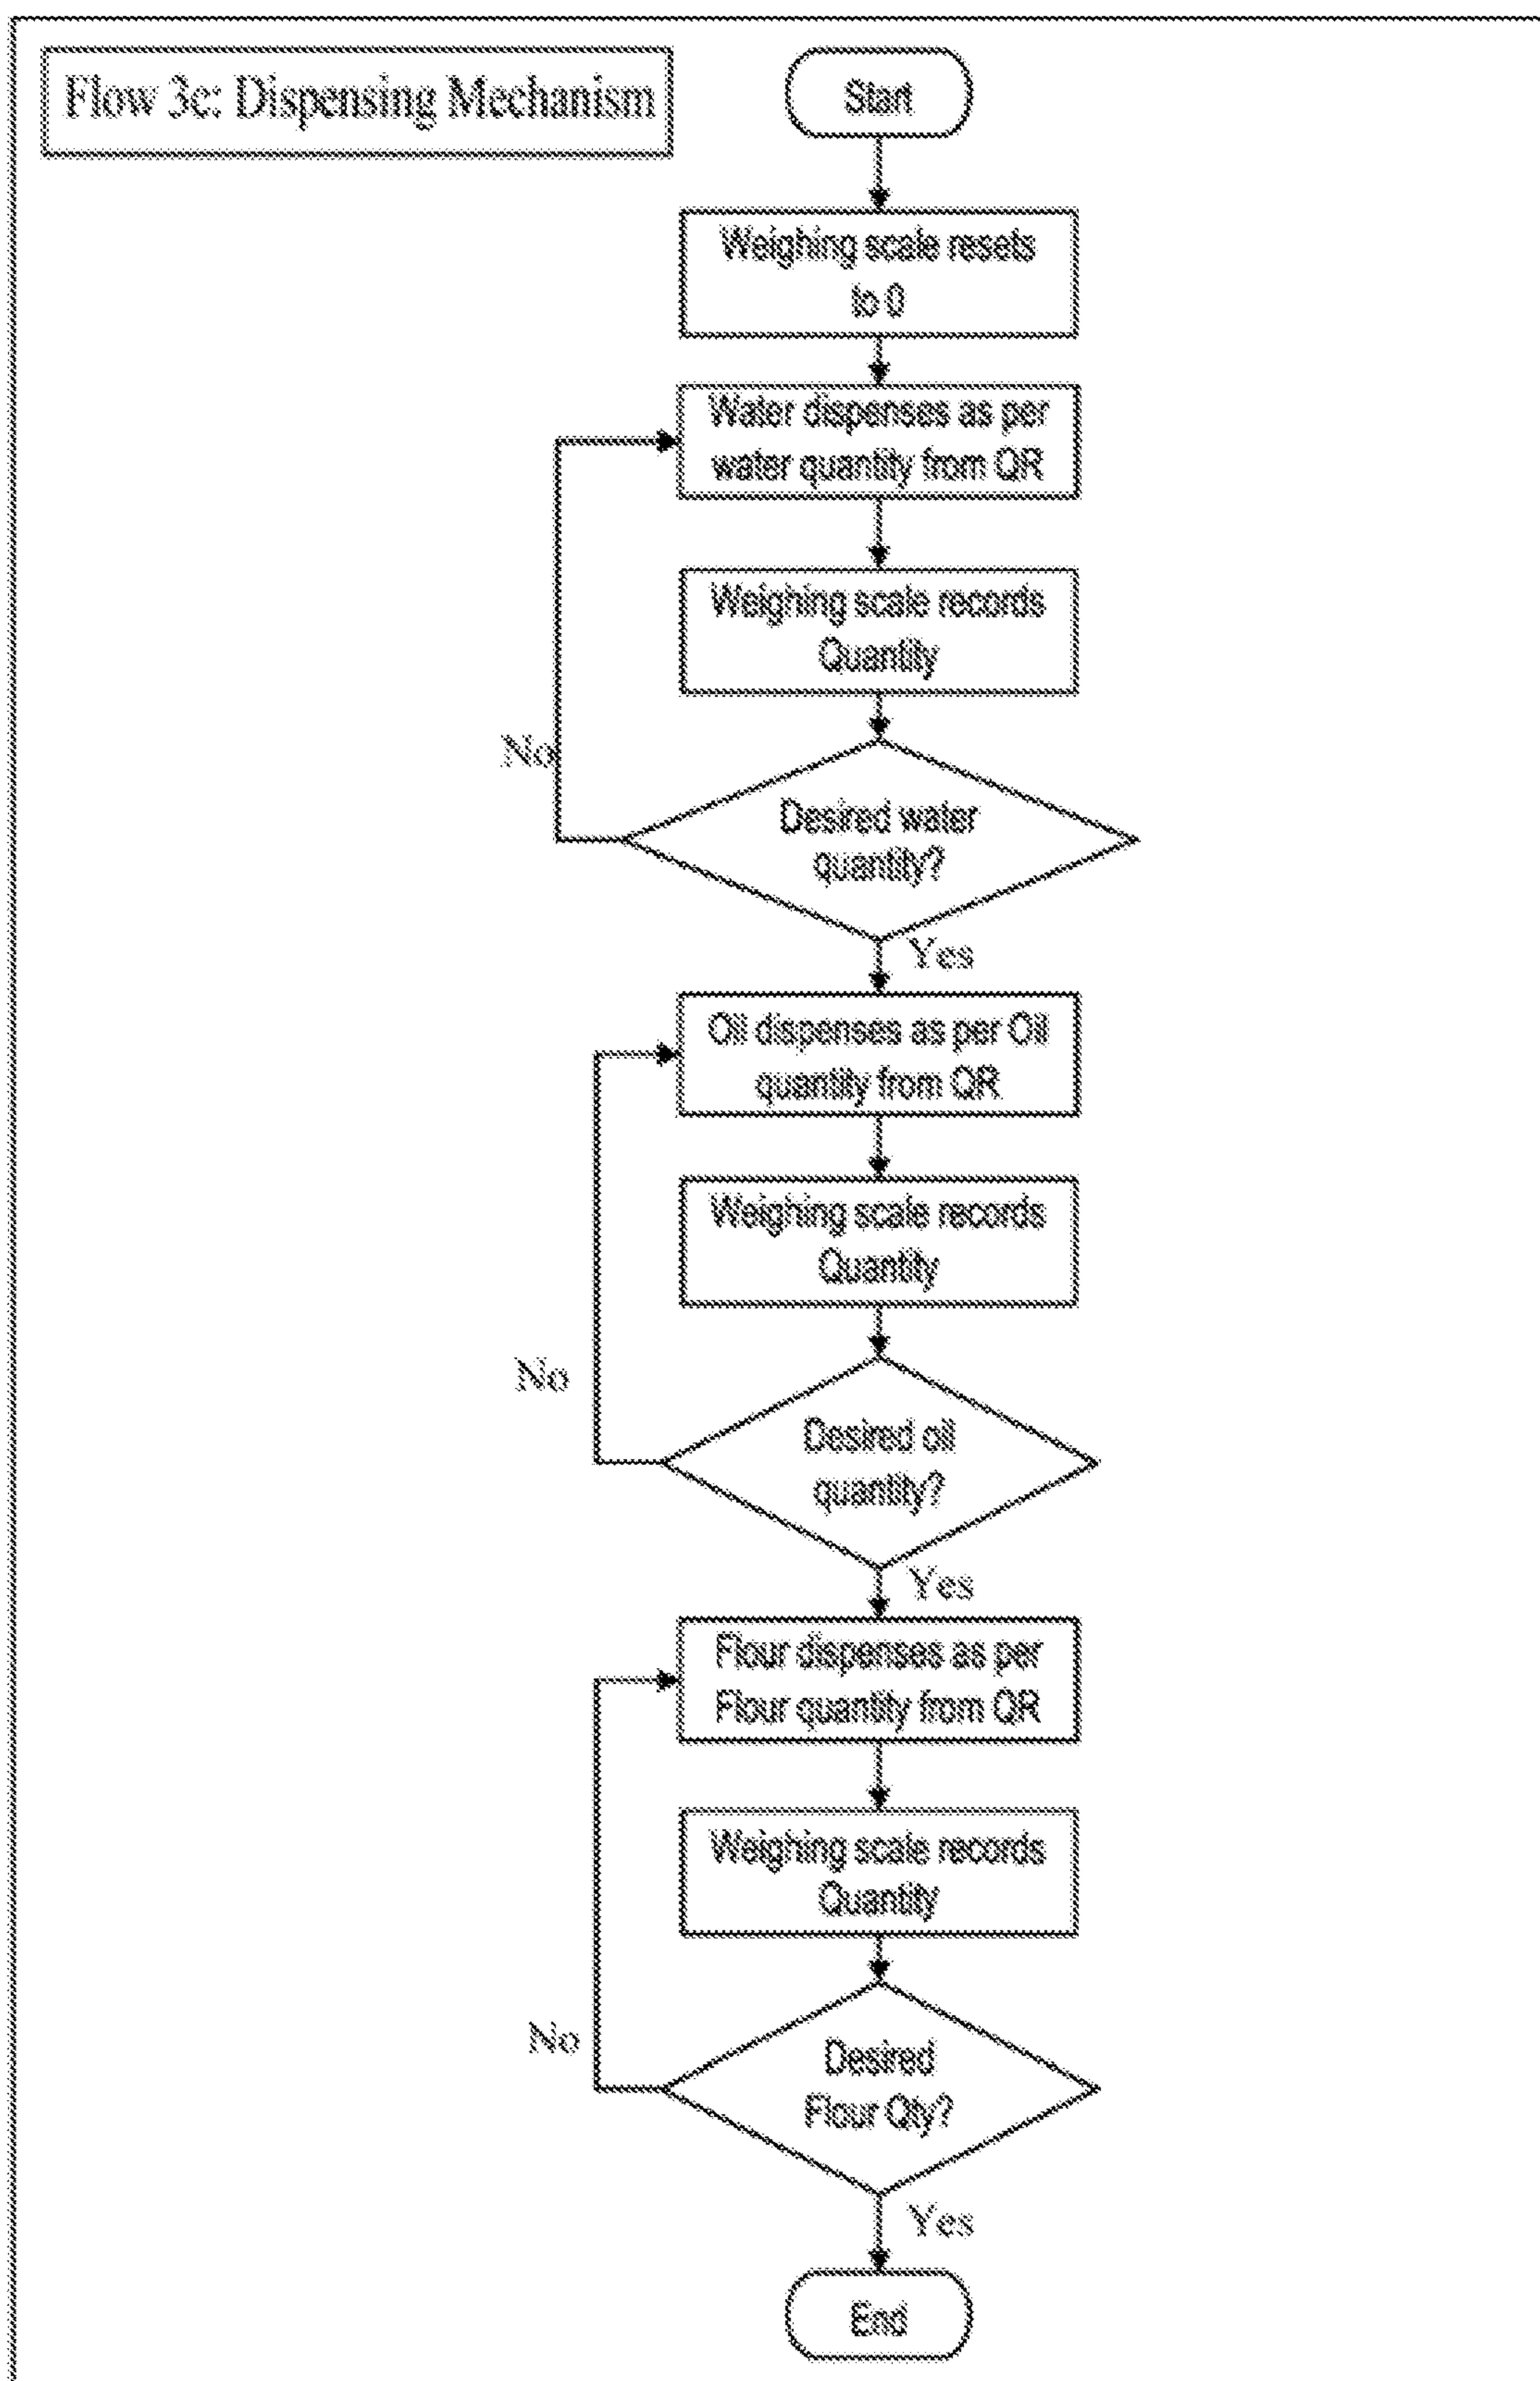 Flow 3c: Dispensing Mechanism
Start
Weighing scale resets
to 0
Water dispenses as per
water quantity from QR
Weighing scale records
Quantity
No
Desired water
quantity?
Yes
Oil dispenses as per Oil
quantity from QR
Weighing scale records
Quantity
No
Desired oil
quantity?
Yes
Flour dispenses as per
Flour quantity from QR
Weighing scale records
Quantity
No
Desired
Flour Qty?
Yes
End